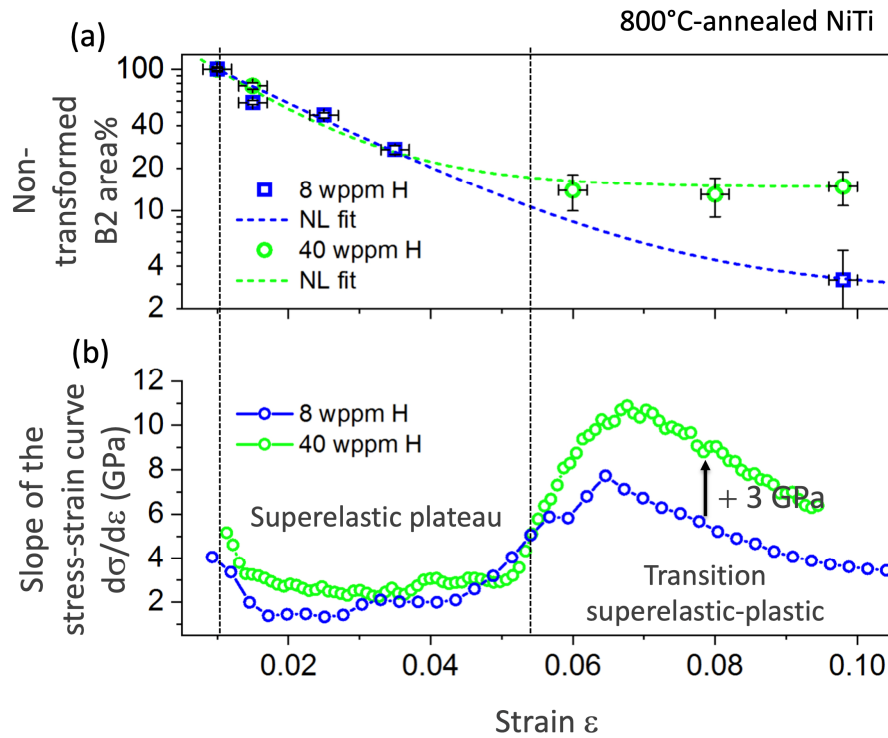 800°C-annealed NiTi
(a)
Non-
transformed
B2 area%
100
40
20
10
4
2
8 wppm H
NL fit
40 wppm H
NL fit
(b)
Slope of the
stress-strain curve
dσ/dε (GPa)
12
10
8
6
4
2
8 wppm H
40 wppm H
Superelastic plateau
+ 3 GPa
Transition
superelastic-plastic
0.02
0.04
0.06
0.08
0.10
Strain ε